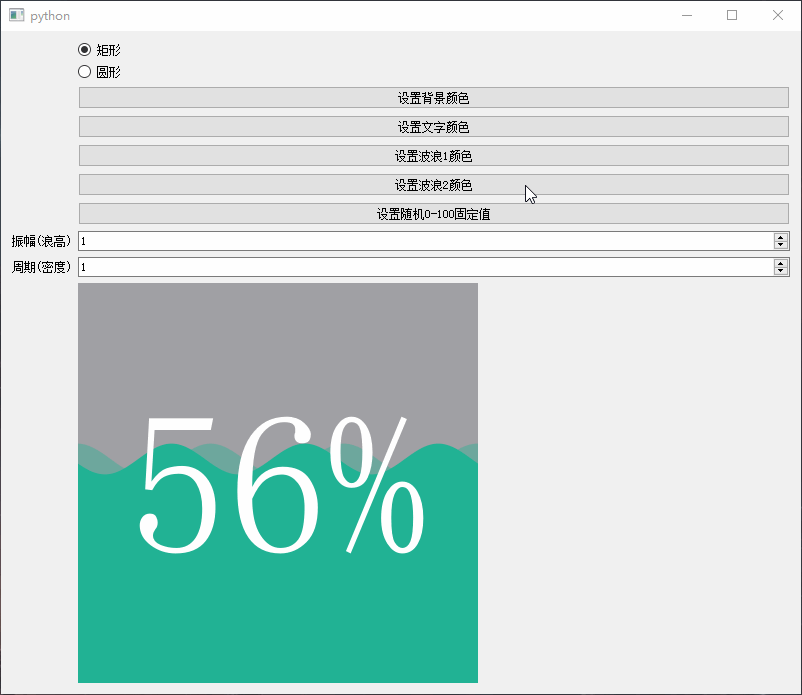 python
矩形
圆形
设置背景颜色
设置文字颜色
设置波浪1颜色
设置波浪2颜色
设置随机0-100固定值
振幅(浪高) 1
周期(密度) 1
56%